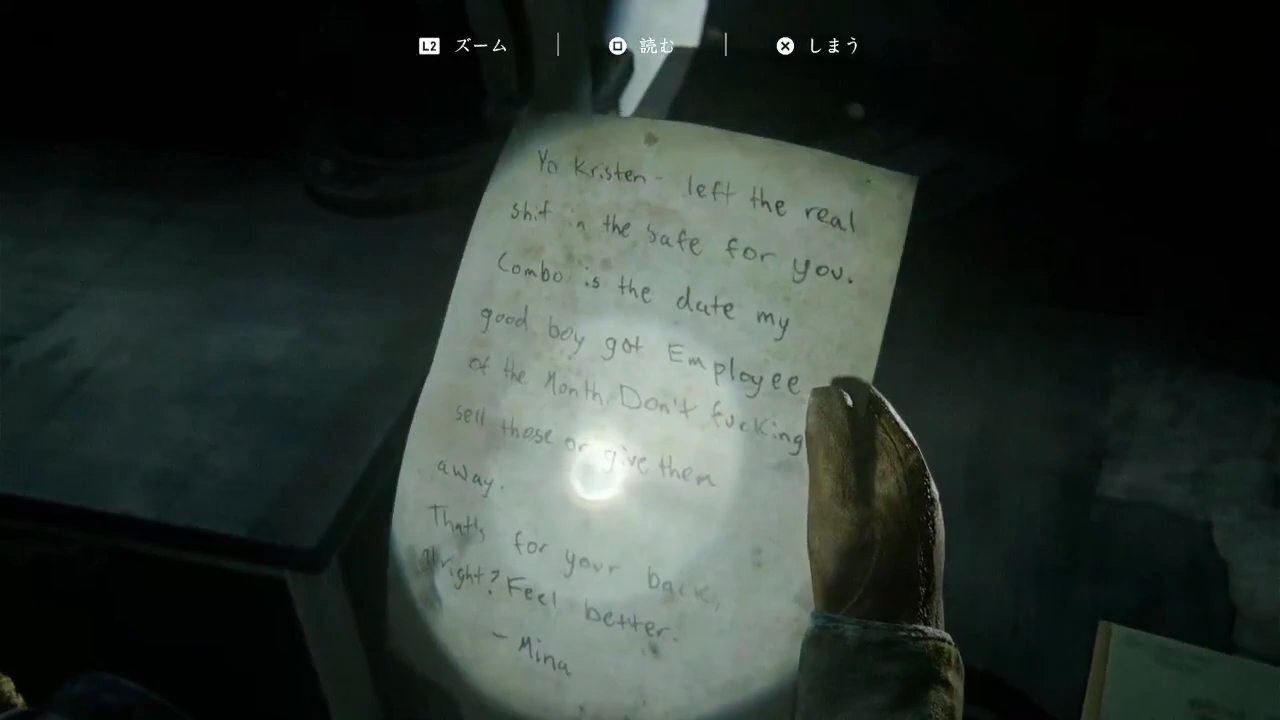 L2 ズーム | 読む | しまう
Yo Kristen - left the real
shit in the safe for you.
Combo is the date my
good boy got Employee
of the Month. Don't fucking
sell those or give them
away.
That's for your back,
alright? Feel better.
- Mina